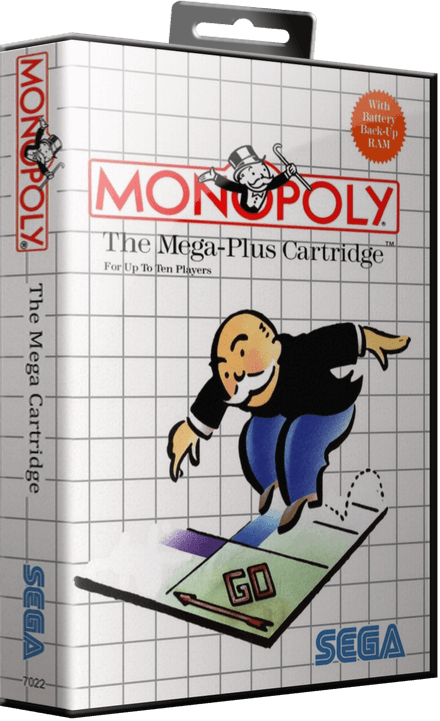 MONOPOLY
The Mega Cartridge
SEGA
7022
With
Battery
Back-Up
RAM
MONOPOLY®
™
The Mega-Plus Cartridge
For Up To Ten Players
GO
SEGA